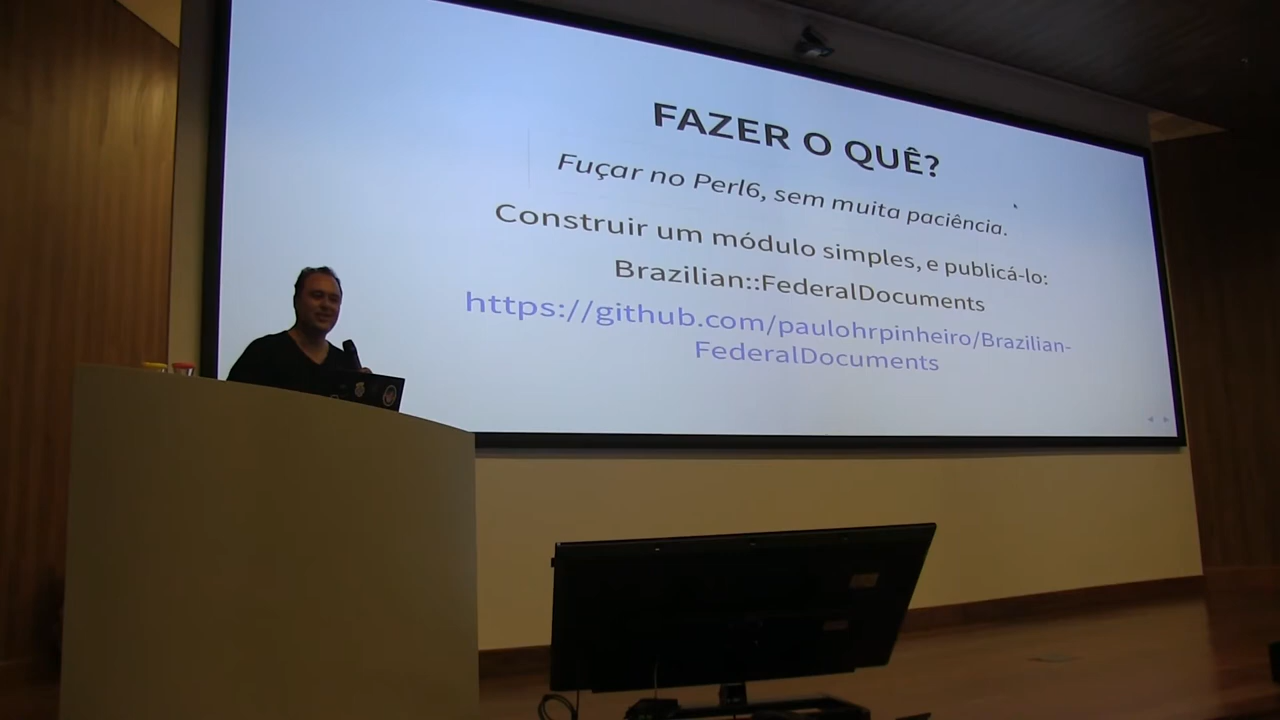 FAZER O QUÊ?
Fuçar no Perl6, sem muita paciência.
Construir um módulo simples, e publicá-lo:
Brazilian::FederalDocuments
https://github.com/paulohrpinheiro/Brazilian-
FederalDocuments